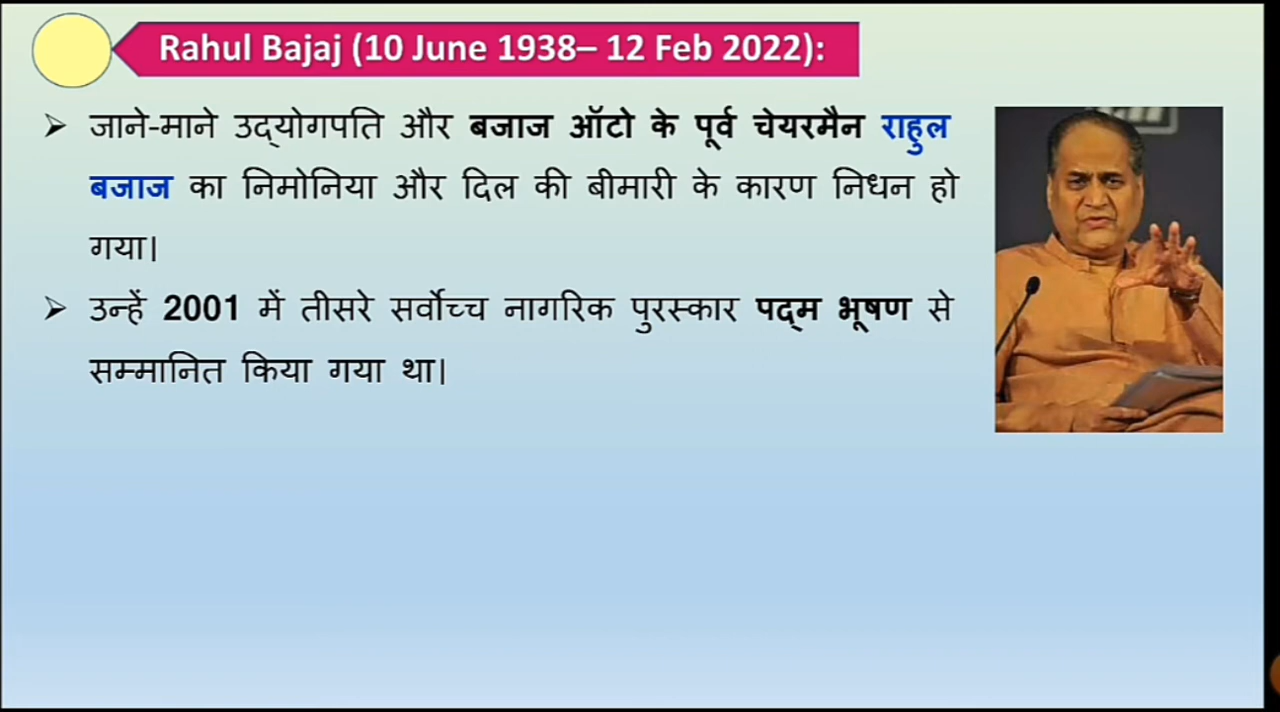 Rahul Bajaj (10 June 1938– 12 Feb 2022):
➢ जाने-माने उद्योगपति और बजाज ऑटो के पूर्व चेयरमैन राहुल
बजाज का निमोनिया और दिल की बीमारी के कारण निधन हो
गया।
➢ उन्हें 2001 में तीसरे सर्वोच्च नागरिक पुरस्कार पद्म भूषण से
सम्मानित किया गया था।